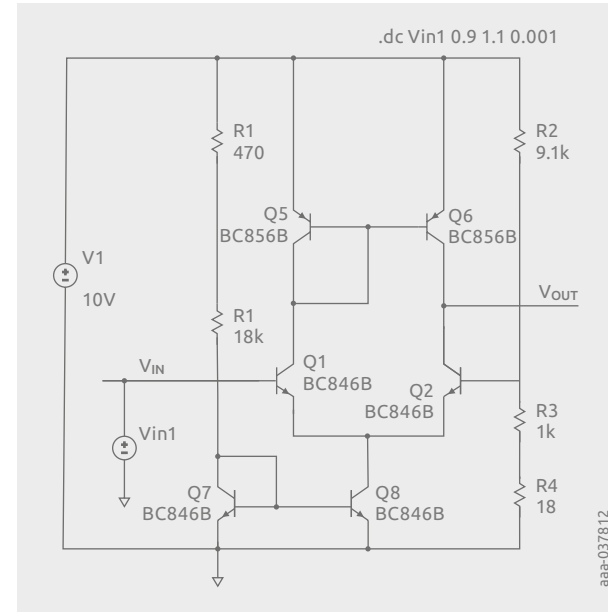 .dc Vin1 0.9 1.1 0.001
R1
470
R2
9.1k
Q5
BC856B
Q6
BC856B
V1
10V
VOUT
R1
18k
VIN
Q1
BC846B
Q2
BC846B
R3
1k
Vin1
Q7
BC846B
Q8
BC846B
R4
18
aaa-037812